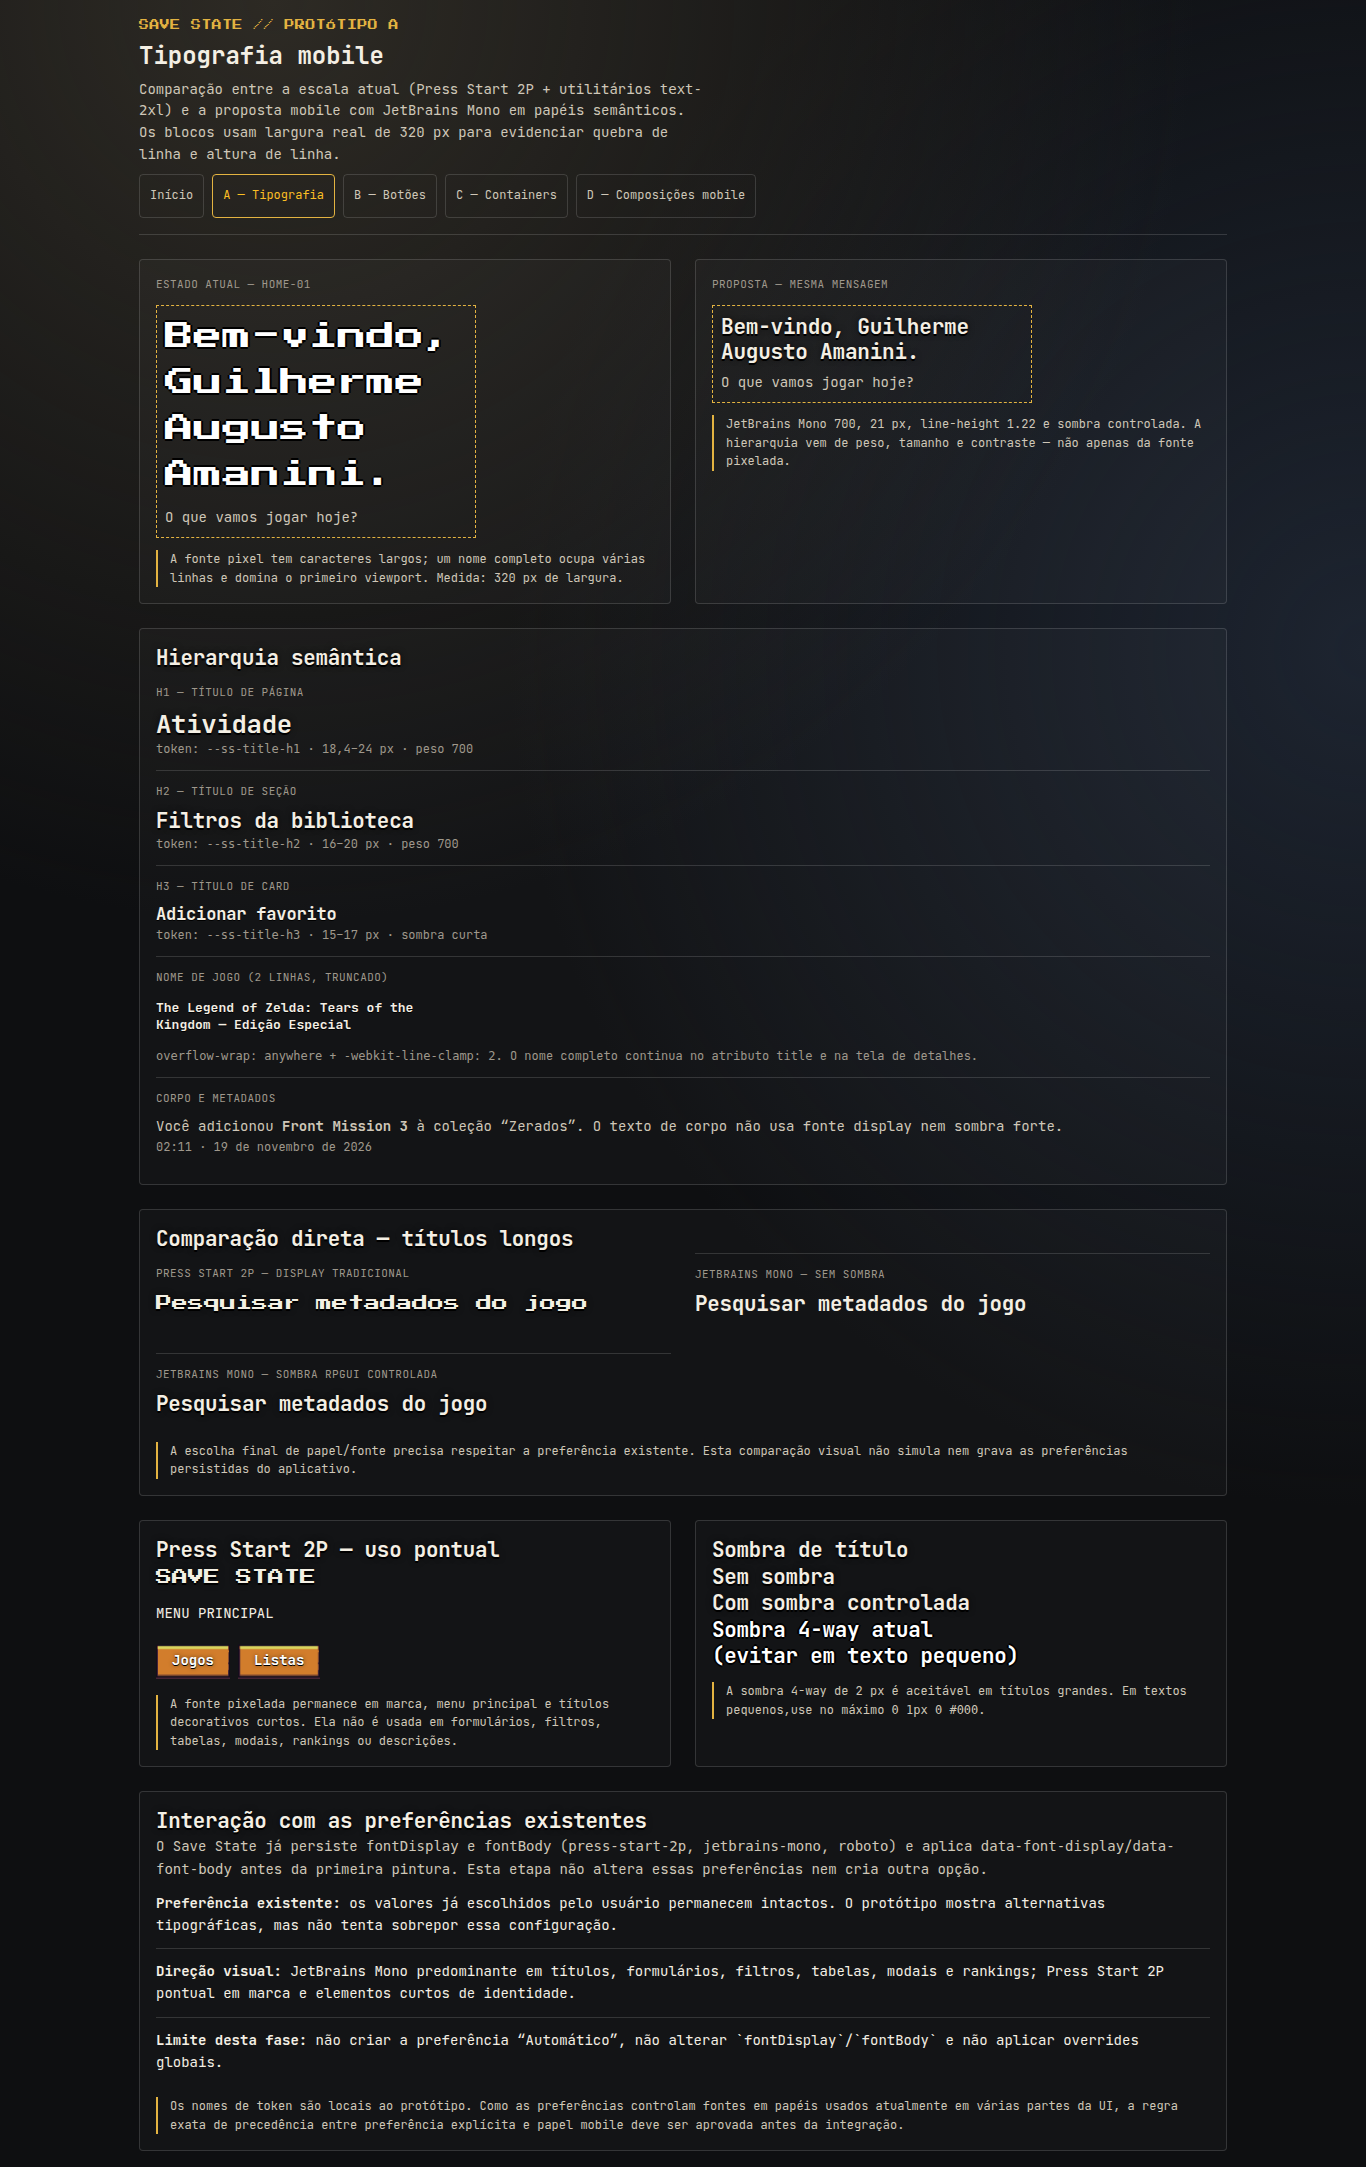 SAVE STATE // PROTóTIPO A
Tipografia mobile
Comparação entre a escala atual (Press Start 2P + utilitários text-
2xl) e a proposta mobile com JetBrains Mono em papéis semânticos.
Os blocos usam largura real de 320 px para evidenciar quebra de
linha e altura de linha.
Início
A — Tipografia
B — Botões
C — Containers
D — Composições mobile
ESTADO ATUAL — HOME-01
Bem-vindo,
Guilherme
Augusto
Amanini.
O que vamos jogar hoje?
A fonte pixel tem caracteres largos; um nome completo ocupa várias
linhas e domina o primeiro viewport. Medida: 320 px de largura.
PROPOSTA — MESMA MENSAGEM
Bem-vindo, Guilherme
Augusto Amanini.
O que vamos jogar hoje?
JetBrains Mono 700, 21 px, line-height 1.22 e sombra controlada. A
hierarquia vem de peso, tamanho e contraste — não apenas da fonte
pixelada.
Hierarquia semântica
H1 — TÍTULO DE PÁGINA
Atividade
token: --ss-title-h1 · 18,4–24 px · peso 700
H2 — TÍTULO DE SEÇÃO
Filtros da biblioteca
token: --ss-title-h2 · 16–20 px · peso 700
H3 — TÍTULO DE CARD
Adicionar favorito
token: --ss-title-h3 · 15–17 px · sombra curta
NOME DE JOGO (2 LINHAS, TRUNCADO)
The Legend of Zelda: Tears of the
Kingdom — Edição Especial
overflow-wrap: anywhere + -webkit-line-clamp: 2. O nome completo continua no atributo title e na tela de detalhes.
CORPO E METADADOS
Você adicionou Front Mission 3 à coleção “Zerados”. O texto de corpo não usa fonte display nem sombra forte.
02:11 · 19 de novembro de 2026
Comparação direta — títulos longos
PRESS START 2P — DISPLAY TRADICIONAL
Pesquisar metadados do jogo
JETBRAINS MONO — SEM SOMBRA
Pesquisar metadados do jogo
JETBRAINS MONO — SOMBRA RPGUI CONTROLADA
Pesquisar metadados do jogo
A escolha final de papel/fonte precisa respeitar a preferência existente. Esta comparação visual não simula nem grava as preferências
persistidas do aplicativo.
Press Start 2P — uso pontual
SAVE STATE
MENU PRINCIPAL
Jogos
Listas
A fonte pixelada permanece em marca, menu principal e títulos
decorativos curtos. Ela não é usada em formulários, filtros,
tabelas, modais, rankings ou descrições.
Sombra de título
Sem sombra
Com sombra controlada
Sombra 4-way atual
(evitar em texto pequeno)
A sombra 4-way de 2 px é aceitável em títulos grandes. Em textos
pequenos,use no máximo 0 1px 0 #000.
Interação com as preferências existentes
O Save State já persiste fontDisplay e fontBody (press-start-2p, jetbrains-mono, roboto) e aplica data-font-display/data-
font-body antes da primeira pintura. Esta etapa não altera essas preferências nem cria outra opção.
Preferência existente: os valores já escolhidos pelo usuário permanecem intactos. O protótipo mostra alternativas
tipográficas, mas não tenta sobrepor essa configuração.
Direção visual: JetBrains Mono predominante em títulos, formulários, filtros, tabelas, modais e rankings; Press Start 2P
pontual em marca e elementos curtos de identidade.
Limite desta fase: não criar a preferência “Automático”, não alterar `fontDisplay`/`fontBody` e não aplicar overrides
globais.
Os nomes de token são locais ao protótipo. Como as preferências controlam fontes em papéis usados atualmente em várias partes da UI, a regra
exata de precedência entre preferência explícita e papel mobile deve ser aprovada antes da integração.